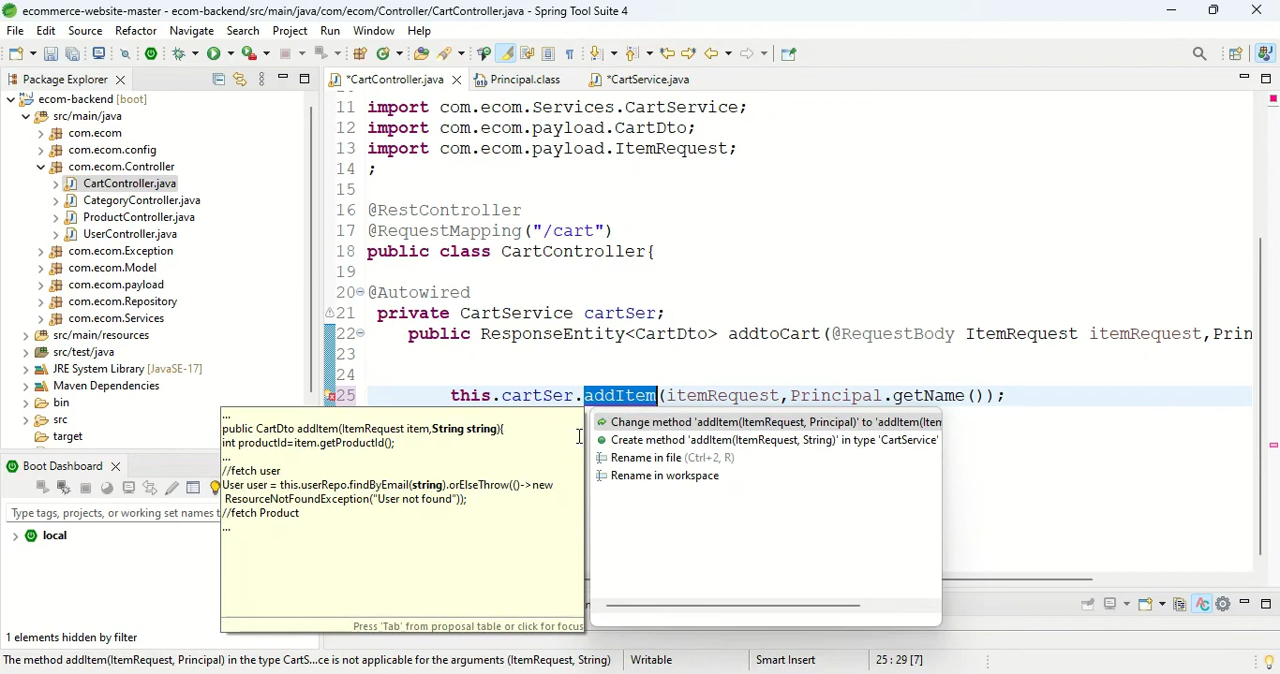 ecommerce-website-master - ecom-backend/src/main/java/com/ecom/Controller/CartController.java - Spring Tool Suite 4
File Edit Source Refactor Navigate Search Project Run Window Help
Package Explorer
*CartController.java
Principal.class
*CartService.java
ecom-backend [boot]
src/main/java
com.ecom
com.ecom.config
com.ecom.Controller
CartController.java
CategoryController.java
ProductController.java
UserController.java
com.ecom.Exception
com.ecom.Model
com.ecom.payload
com.ecom.Repository
com.ecom.Services
src/main/resources
src/test/java
JRE System Library [JavaSE-17]
Maven Dependencies
bin
src
target
11 import com.ecom.Services.CartService;
12 import com.ecom.payload.CartDto;
13 import com.ecom.payload.ItemRequest;
14 ;
15
16 @RestController
17 @RequestMapping("/cart")
18 public class CartController{
19
20 @Autowired
21 private CartService cartSer;
22 public ResponseEntity<CartDto> addtoCart(@RequestBody ItemRequest itemRequest,Prin
23
24
25 this.cartSer.addItem(itemRequest,Principal.getName());
...
public CartDto addItem(ItemRequest item,String string){
int productId=item.getProductId();
...
//fetch user
User user = this.userRepo.findByEmail(string).orElseThrow(()->new
ResourceNotFoundException("User not found"));
//fetch Product
...
Press 'Tab' from proposal table or click for focus
Change method 'addItem(ItemRequest, Principal)' to 'addItem(Iten
Create method 'addItem(ItemRequest, String)' in type 'CartService'
Rename in file (Ctrl+2, R)
Rename in workspace
Boot Dashboard
Type tags, projects, or working set names t
local
1 elements hidden by filter
The method addItem(ItemRequest, Principal) in the type CartS...ce is not applicable for the arguments (ItemRequest, String)
Writable
Smart Insert
25 : 29 [7]